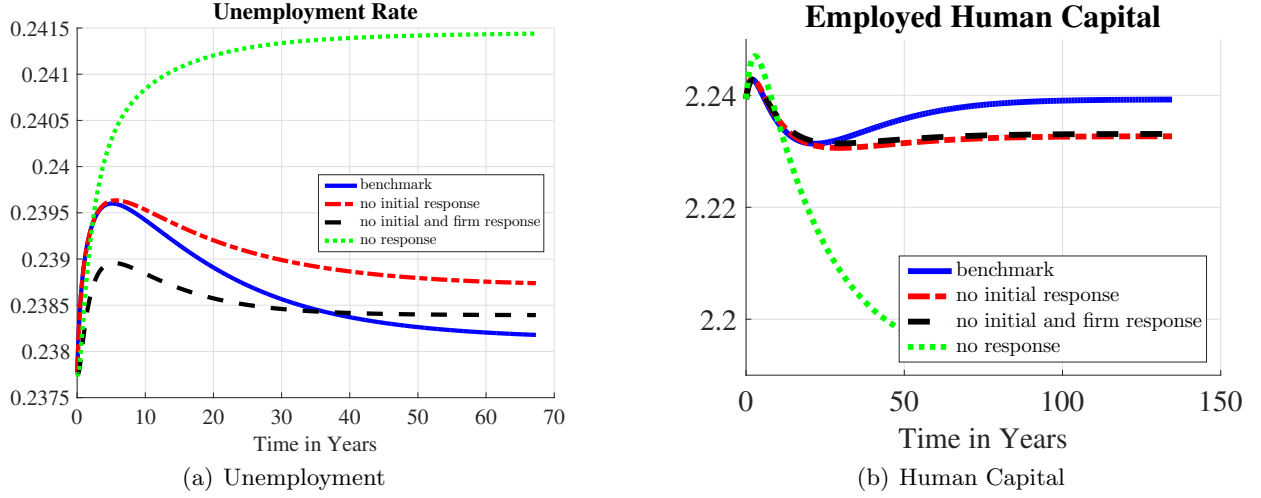 Unemployment Rate
0.2415
0.241
0.2405
0.24
0.2395
0.239
0.2385
0.238
0.2375
0 10 20 30 40 50 60 70
Time in Years
benchmark
no initial response
no initial and firm response
no response
(a) Unemployment
Employed Human Capital
2.24
2.22
2.2
0 50 100 150
Time in Years
benchmark
no initial response
no initial and firm response
no response
(b) Human Capital